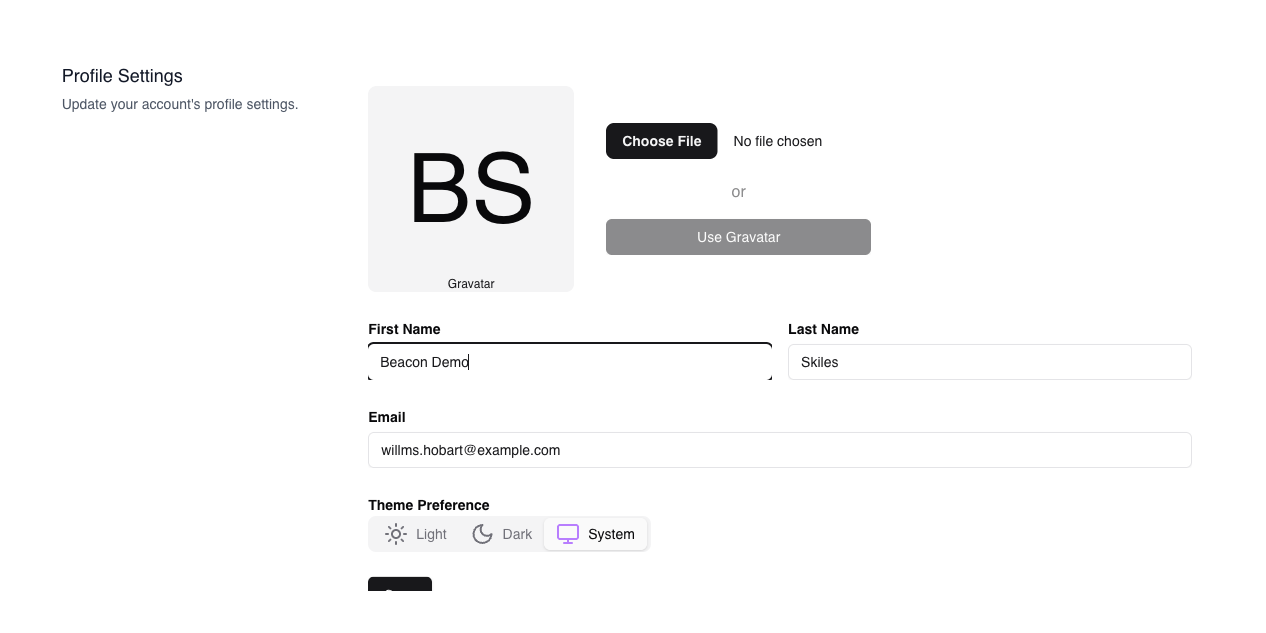 Profile Settings
Update your account's profile settings.
BS
Gravatar
Choose File No file chosen
or
Use Gravatar
First Name
Beacon Demo
Last Name
Skiles
Email
willms.hobart@example.com
Theme Preference
Light Dark System